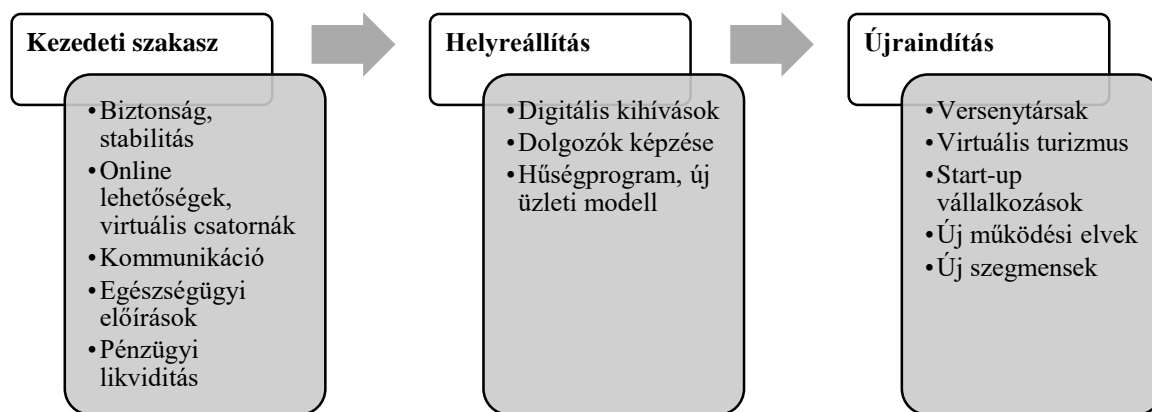 Kezedeti szakasz
•Biztonság,
stabilitás
•Online
lehetőségek,
virtuális csatornák
•Kommunikáció
•Egészségügyi
előírások
•Pénzügyi
likviditás
Helyreállítás
•Digitális kihívások
•Dolgozók képzése
•Hűségprogram, új
üzleti modell
Újraindítás
•Versenytársak
•Virtuális turizmus
•Start-up
vállalkozások
•Új működési elvek
•Új szegmensek